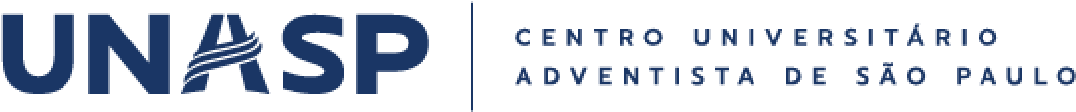 UNASP
CENTRO UNIVERSITÁRIO
ADVENTISTA DE SÃO PAULO